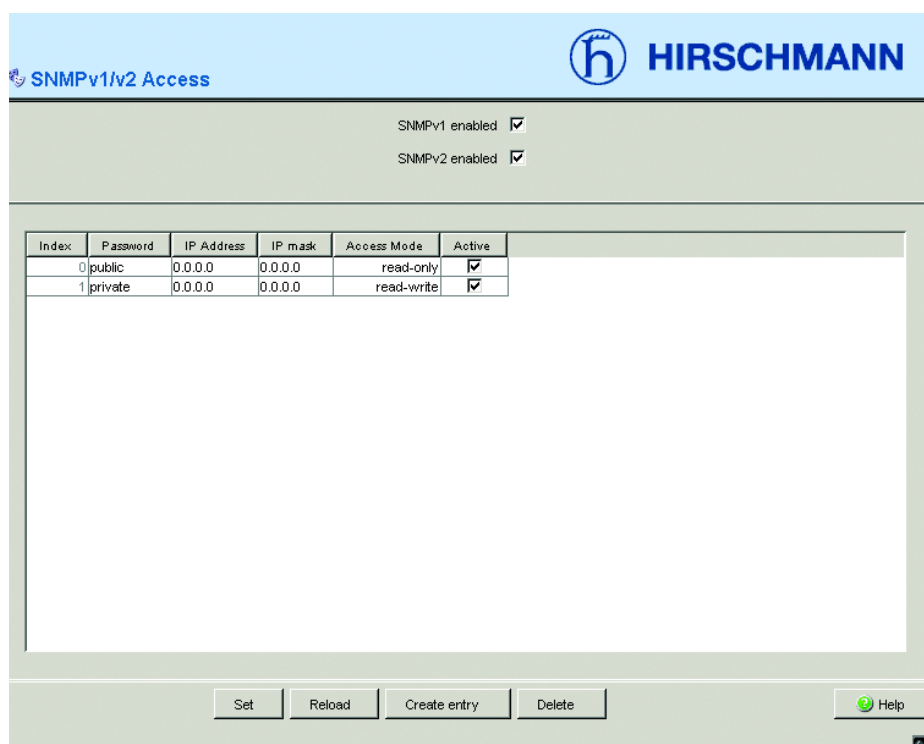 HIRSCHMANN
SNMPv1/v2 Access
SNMPv1 enabled
SNMPv2 enabled
Index Password IP Address IP mask Access Mode Active
0 public 0.0.0.0 0.0.0.0 read-only
1 private 0.0.0.0 0.0.0.0 read-write
Set Reload Create entry Delete Help